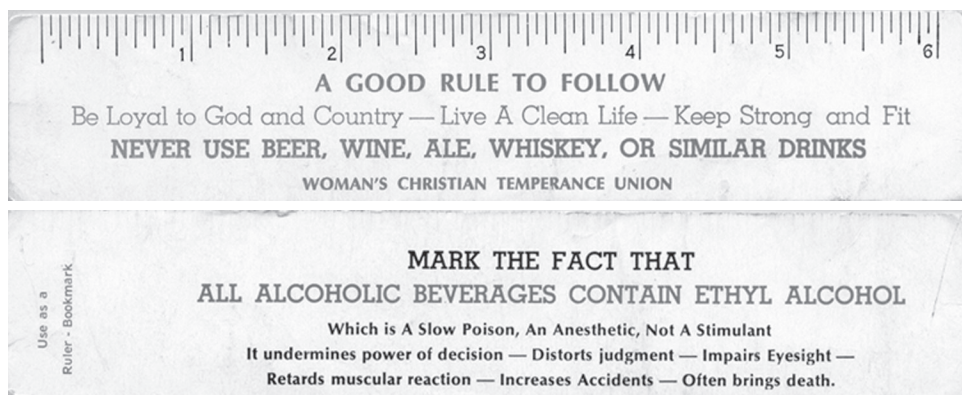 1 2 3 4 5 6
A GOOD RULE TO FOLLOW
Be Loyal to God and Country — Live A Clean Life — Keep Strong and Fit
NEVER USE BEER, WINE, ALE, WHISKEY, OR SIMILAR DRINKS
WOMAN'S CHRISTIAN TEMPERANCE UNION
Use as a
Ruler - Bookmark
MARK THE FACT THAT
ALL ALCOHOLIC BEVERAGES CONTAIN ETHYL ALCOHOL
Which is A Slow Poison, An Anesthetic, Not A Stimulant
It undermines power of decision — Distorts judgment — Impairs Eyesight —
Retards muscular reaction — Increases Accidents — Often brings death.